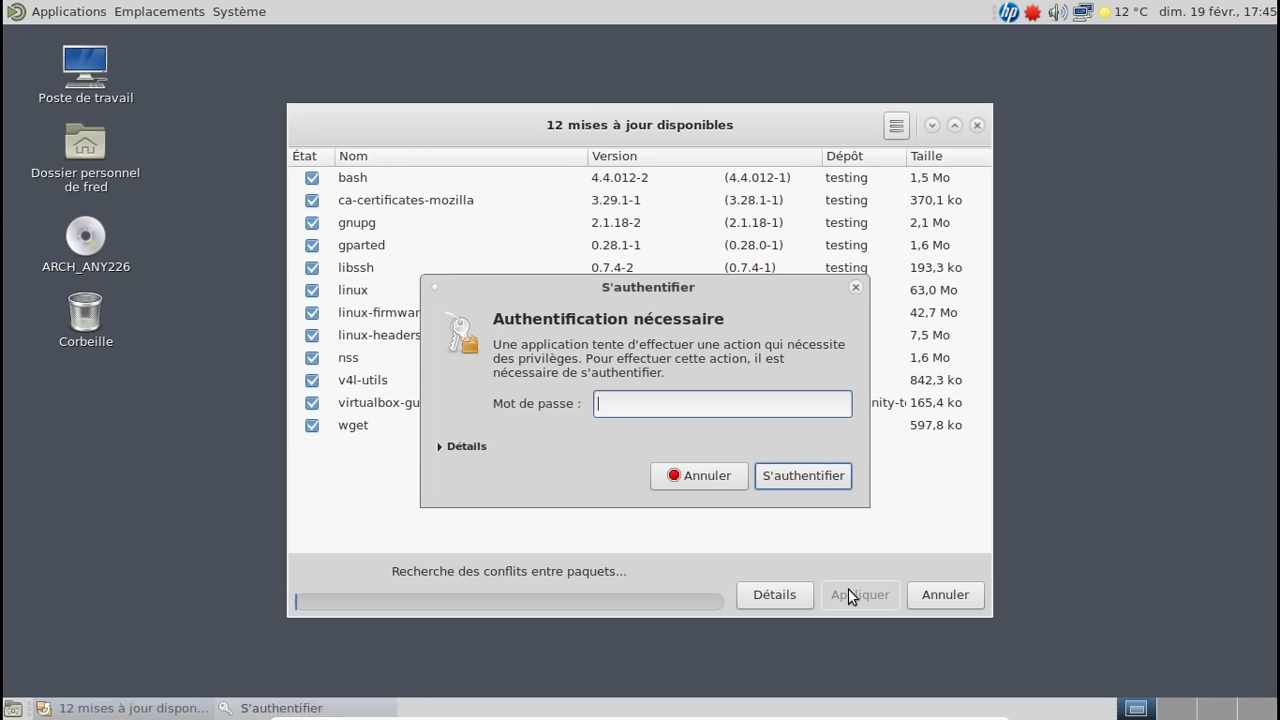 Applications Emplacements Système
12 °C dim. 19 févr., 17:45
Poste de travail
Dossier personnel
de fred
ARCH_ANY226
Corbeille
12 mises à jour disponibles
État Nom Version Dépôt Taille
bash 4.4.012-2 (4.4.012-1) testing 1,5 Mo
ca-certificates-mozilla 3.29.1-1 (3.28.1-1) testing 370,1 ko
gnupg 2.1.18-2 (2.1.18-1) testing 2,1 Mo
gparted 0.28.1-1 (0.28.0-1) testing 1,6 Mo
libssh 0.7.4-2 (0.7.4-1) testing 193,3 ko
linux 63,0 Mo
linux-firmwar 42,7 Mo
linux-headers 7,5 Mo
nss 1,6 Mo
v4l-utils 842,3 ko
virtualbox-gu nity-t 165,4 ko
wget 597,8 ko
S'authentifier
Authentification nécessaire
Une application tente d'effectuer une action qui nécessite
des privilèges. Pour effectuer cette action, il est
nécessaire de s'authentifier.
Mot de passe :
Détails
Annuler S'authentifier
Recherche des conflits entre paquets...
Détails Appliquer Annuler
12 mises à jour dispon... S'authentifier